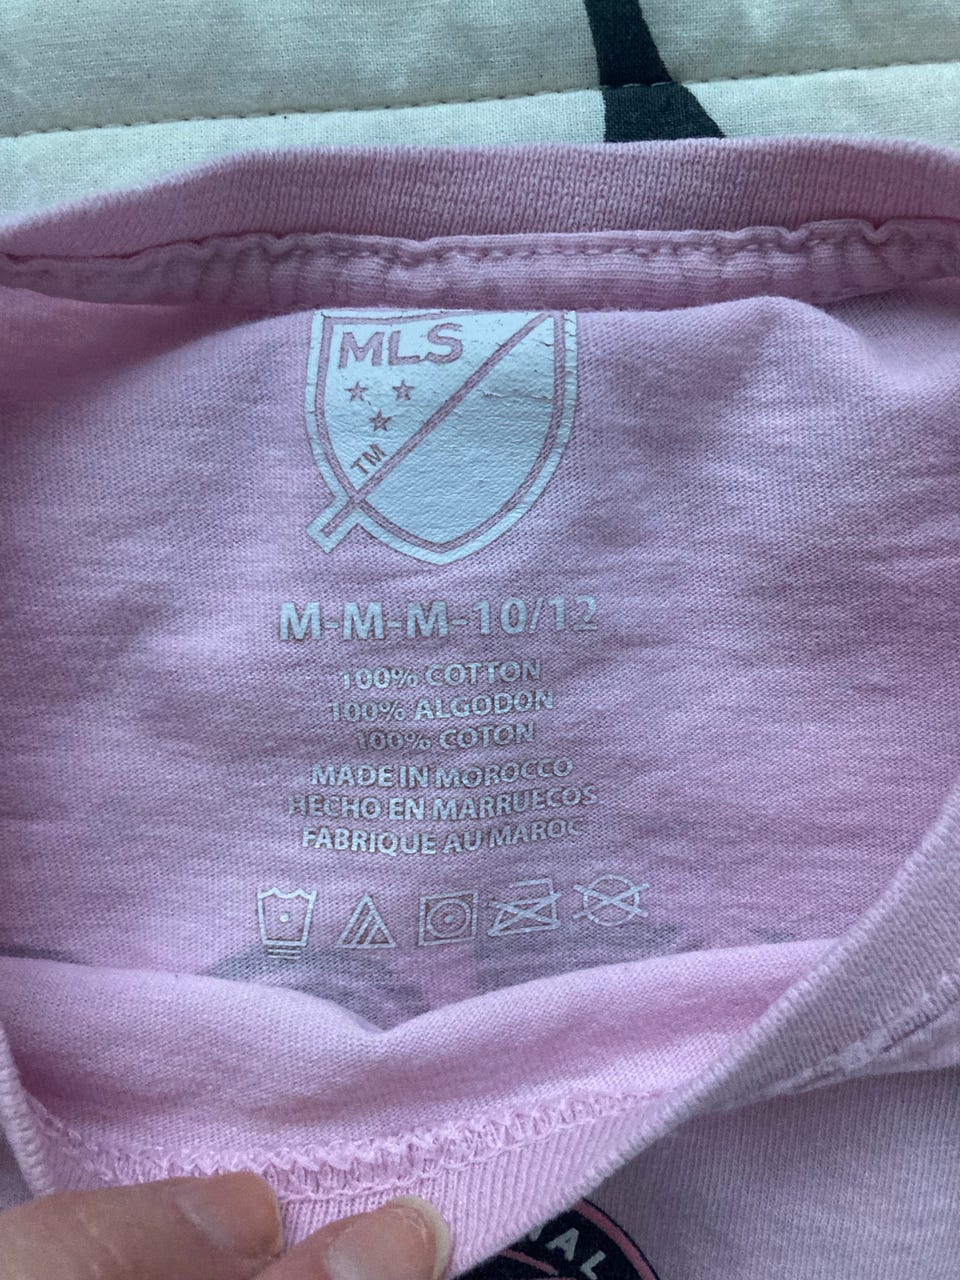 MLS
TM
M-M-M-10/12
100% COTTON
100% ALGODON
100% COTON
MADE IN MOROCCO
HECHO EN MARRUECOS
FABRIQUE AU MAROC